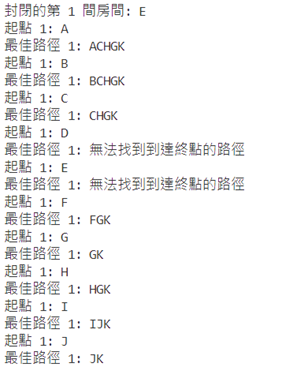 封閉的第 1 間房間: E
起點 1: A
最佳路徑 1: ACHGK
起點 1: B
最佳路徑 1: BCHGK
起點 1: C
最佳路徑 1: CHGK
起點 1: D
最佳路徑 1: 無法找到到達終點的路徑
起點 1: E
最佳路徑 1: 無法找到到達終點的路徑
起點 1: F
最佳路徑 1: FGK
起點 1: G
最佳路徑 1: GK
起點 1: H
最佳路徑 1: HGK
起點 1: I
最佳路徑 1: IJK
起點 1: J
最佳路徑 1: JK